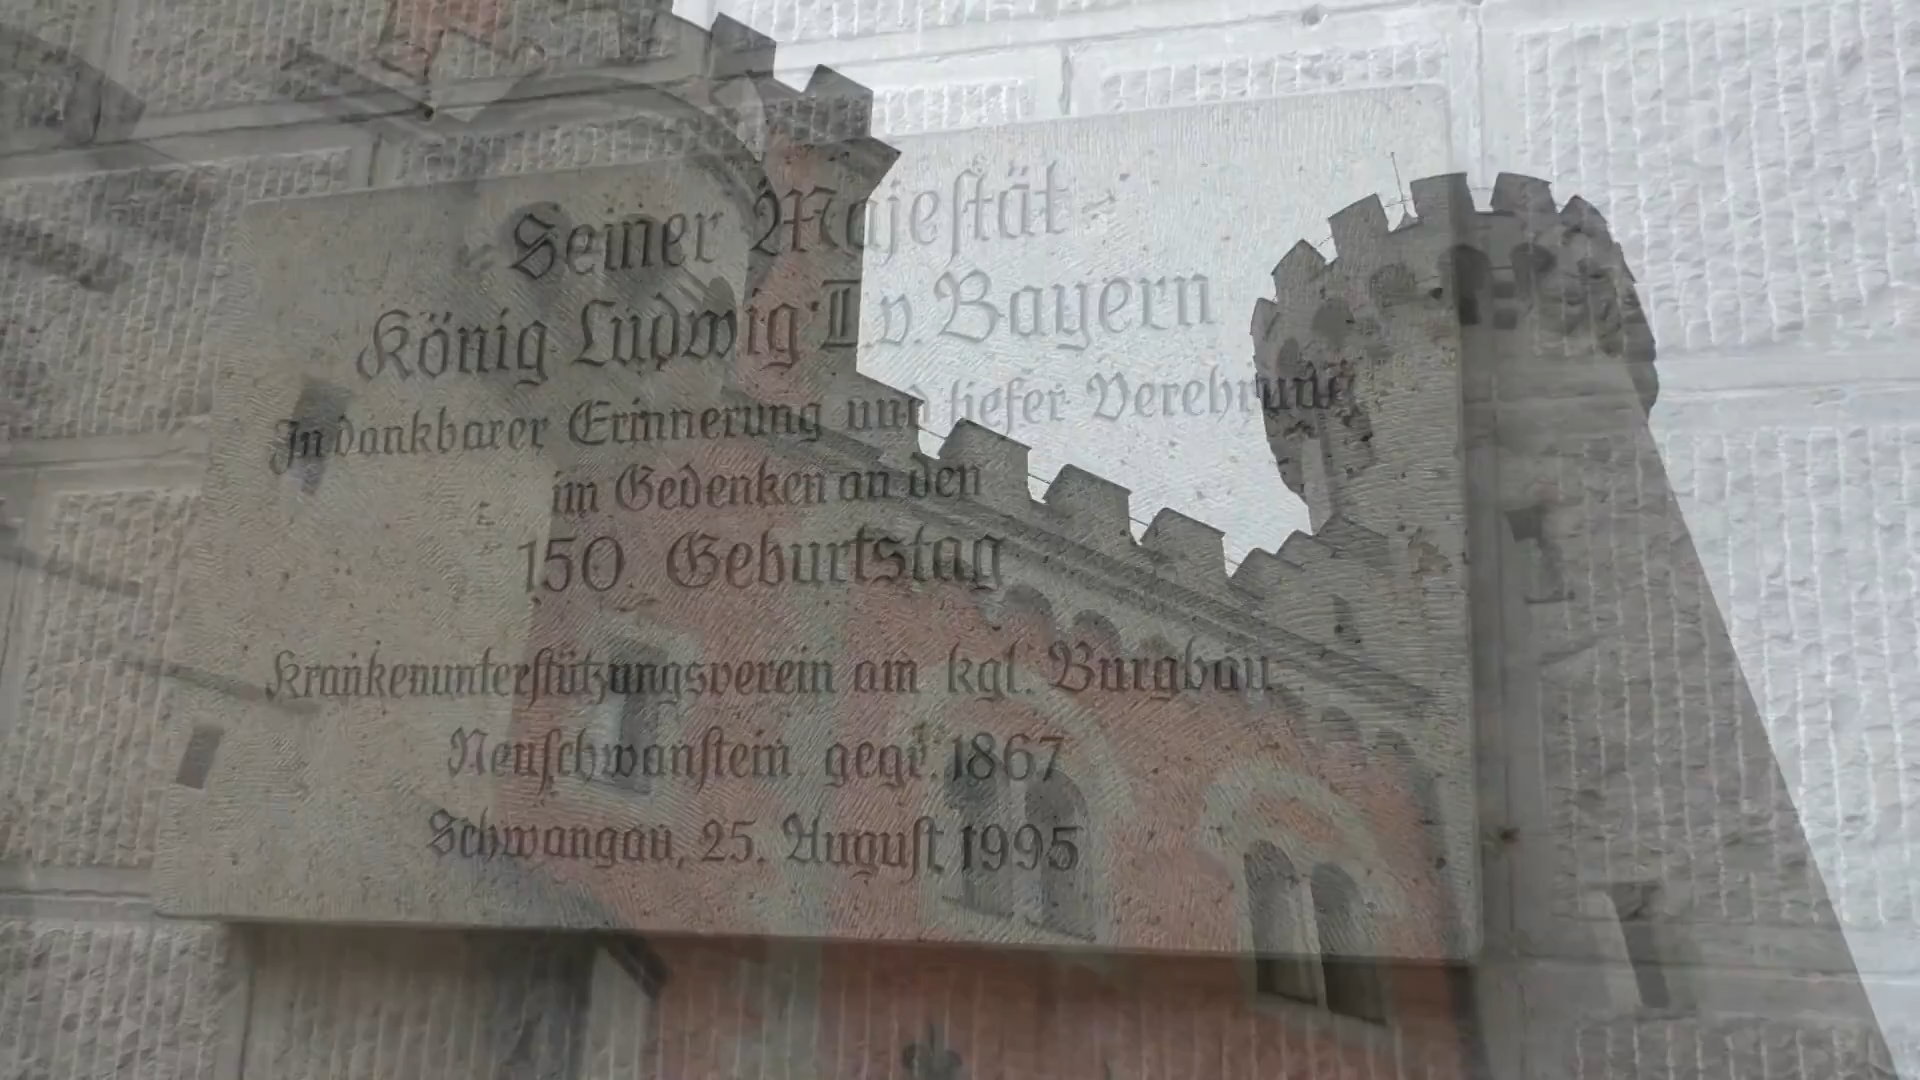 Seiner Majestät
König Ludwig II. v. Bayern
In dankbarer Erinnerung und tiefer Verehrung
im Gedenken an den
150. Geburtstag
Krankenunterstützungsverein am kgl. Burgbau
Neuschwanstein, gegr. 1867
Schwangau, 25. August 1995